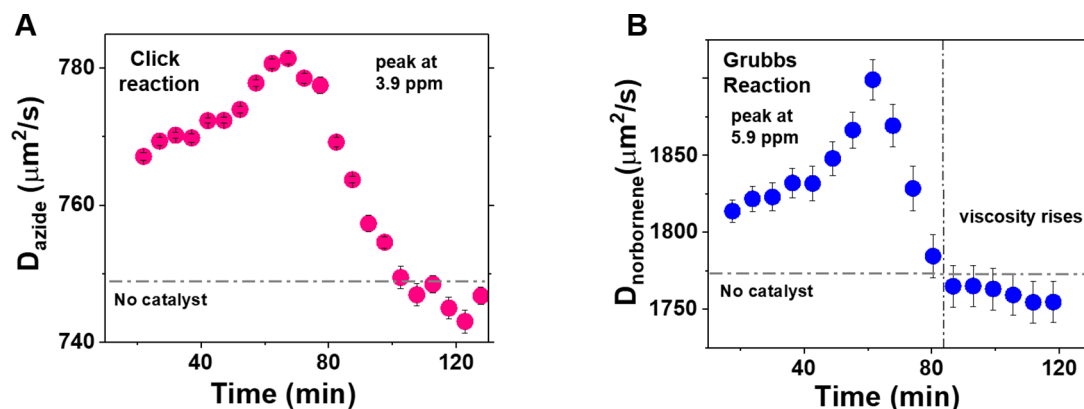 A
Click
reaction
peak at
3.9 ppm
No catalyst
D_azide (μm²/s)
780
760
740
40
80
120
Time (min)
B
Grubbs
Reaction
peak at
5.9 ppm
viscosity rises
No catalyst
D_norbornene (μm²/s)
1850
1800
1750
40
80
120
Time (min)